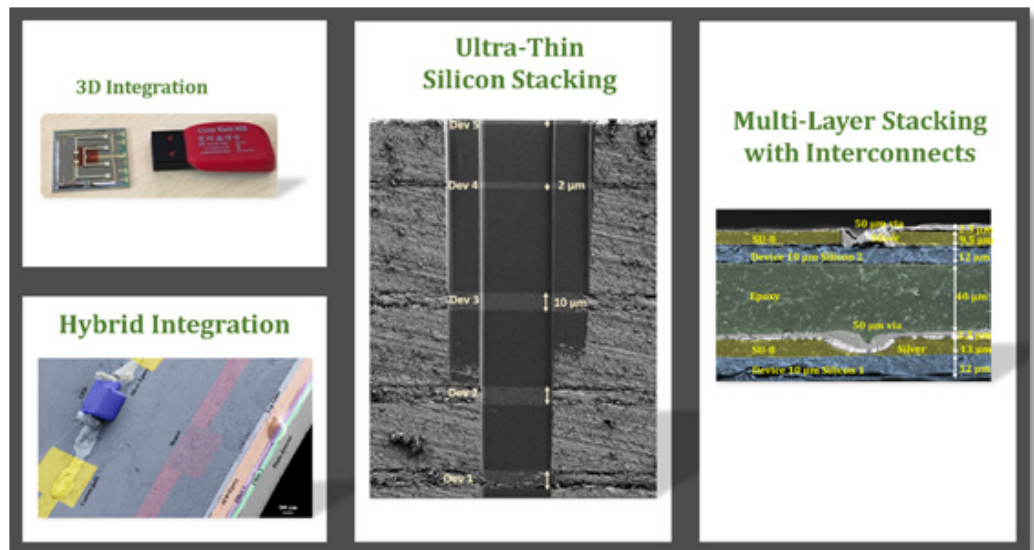 3D Integration
Cruzer Blade
Hybrid Integration
LEDs
Ultra-Thin
Silicon Stacking
Dev 5
Dev 4
2 µm
Dev 3
10 µm
Dev 2
Dev 1
Multi-Layer Stacking
with Interconnects
50 µm via
SU-8
Silver
9.5 µm
Device 10 µm Silicon 2
12 µm
Epoxy
40 µm
50 µm via
SU-8
Silver
13 µm
Device 10 µm Silicon 1
12 µm